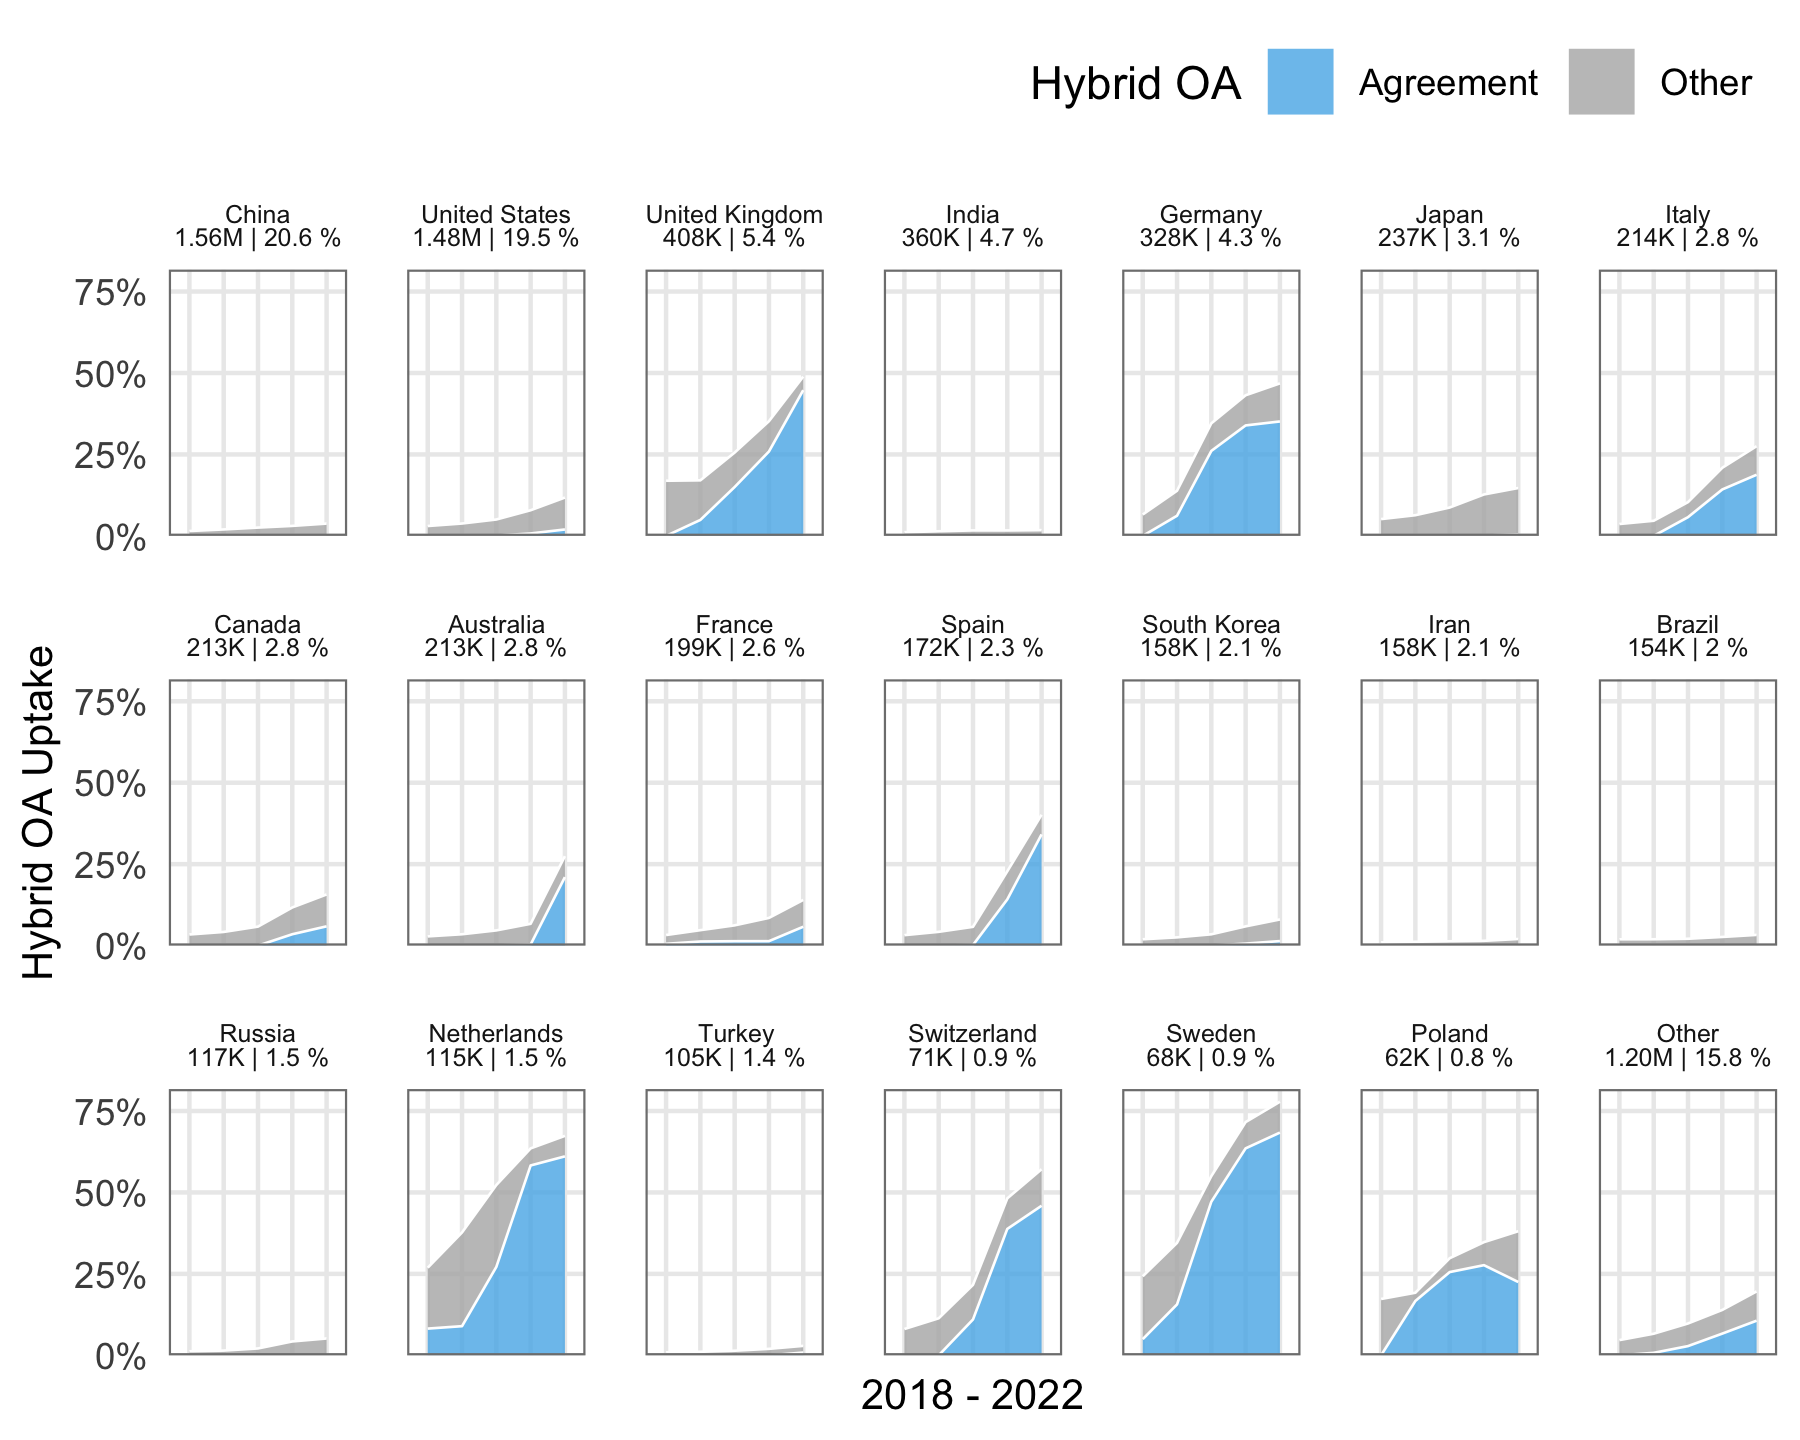 Hybrid OA Agreement Other
China United States United Kingdom India Germany Japan Italy
1.56M | 20.6 % 1.48M | 19.5 % 408K | 5.4 % 360K | 4.7 % 328K | 4.3 % 237K | 3.1 % 214K | 2.8 %
75%
50%
25%
0%
Canada Australia France Spain South Korea Iran Brazil
213K | 2.8 % 213K | 2.8 % 199K | 2.6 % 172K | 2.3 % 158K | 2.1 % 158K | 2.1 % 154K | 2 %
75%
50%
25%
0%
Hybrid OA Uptake
Russia Netherlands Turkey Switzerland Sweden Poland Other
117K | 1.5 % 115K | 1.5 % 105K | 1.4 % 71K | 0.9 % 68K | 0.9 % 62K | 0.8 % 1.20M | 15.8 %
75%
50%
25%
0%
2018 - 2022